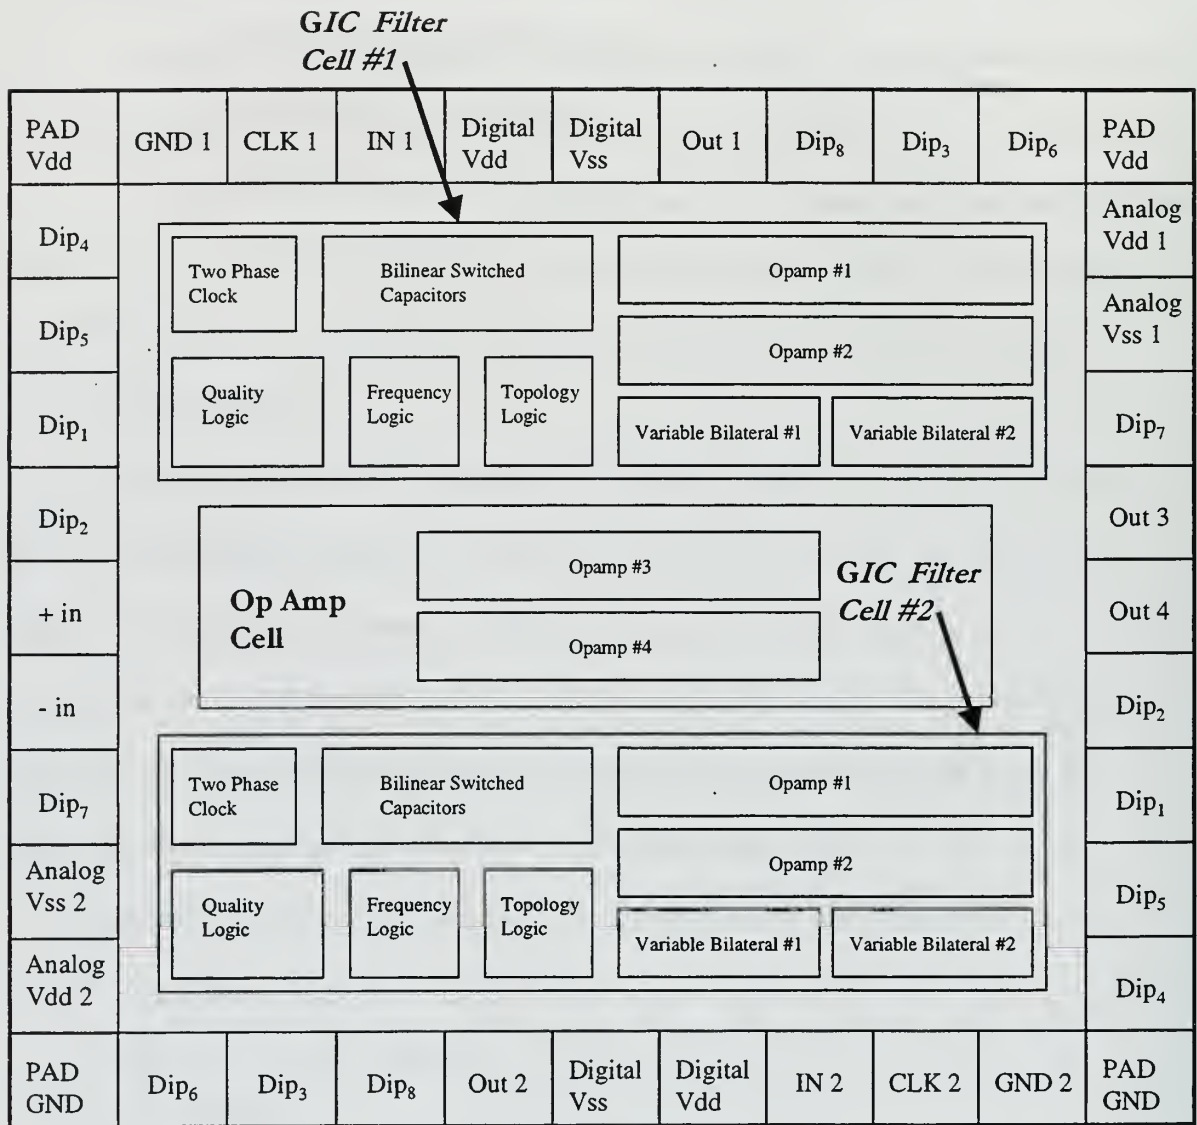 GIC Filter
Cell #1
PAD
Vdd
GND 1
CLK 1
IN 1
Digital
Vdd
Digital
Vss
Out 1
Dip₈
Dip₃
Dip₆
PAD
Vdd
Dip₄
Dip₅
Dip₁
Dip₂
+ in
- in
Dip₇
Analog
Vss 2
Analog
Vdd 2
Two Phase
Clock
Bilinear Switched
Capacitors
Opamp #1
Opamp #2
Quality
Logic
Frequency
Logic
Topology
Logic
Variable Bilateral #1
Variable Bilateral #2
Op Amp
Cell
Opamp #3
Opamp #4
GIC Filter
Cell #2
Two Phase
Clock
Bilinear Switched
Capacitors
Opamp #1
Opamp #2
Quality
Logic
Frequency
Logic
Topology
Logic
Variable Bilateral #1
Variable Bilateral #2
Analog
Vdd 1
Analog
Vss 1
Dip₇
Out 3
Out 4
Dip₂
Dip₁
Dip₅
Dip₄
PAD
GND
Dip₆
Dip₃
Dip₈
Out 2
Digital
Vss
Digital
Vdd
IN 2
CLK 2
GND 2
PAD
GND